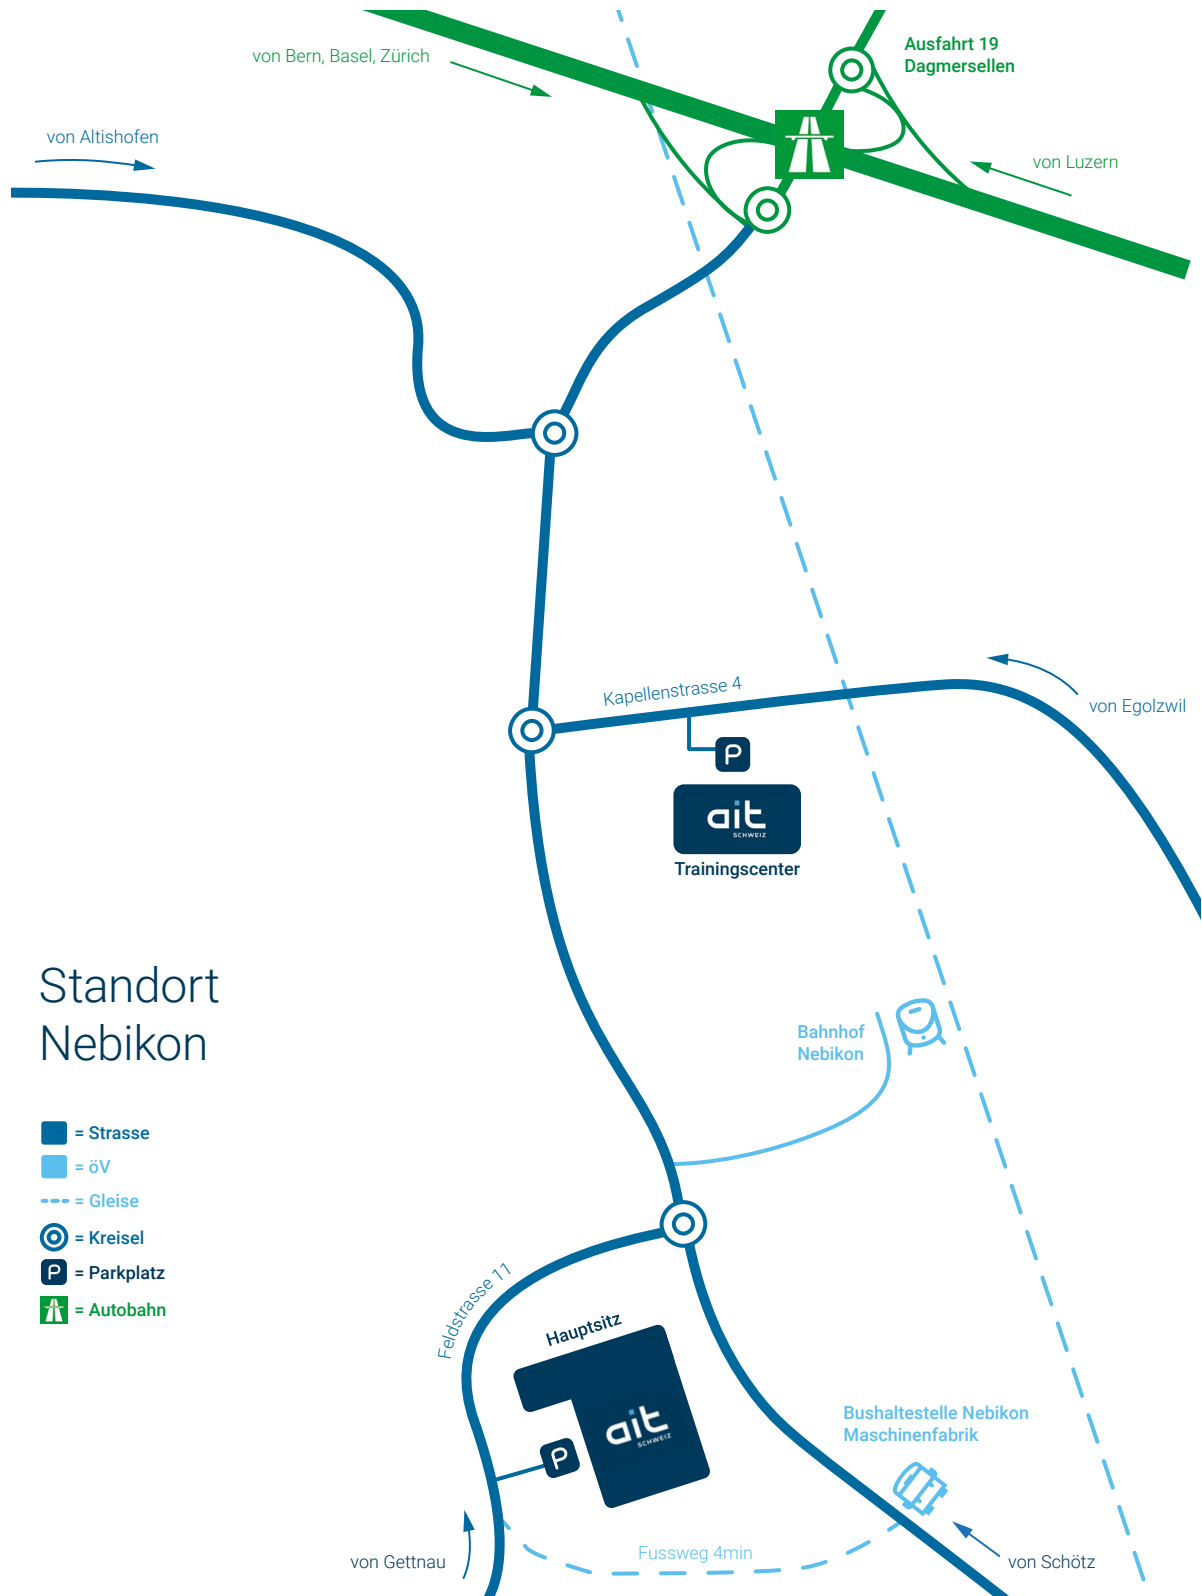 von Bern, Basel, Zürich
Ausfahrt 19
Dagmersellen
von Altishofen
von Luzern
Kapellenstrasse 4
von Egolzwil
P
ait
SCHWEIZ
Trainingscenter
Standort
Nebikon
Bahnhof
Nebikon
= Strasse
= öV
= Gleise
= Kreisel
P = Parkplatz
= Autobahn
Feldstrasse 11
Hauptsitz
ait
SCHWEIZ
P
Bushaltestelle Nebikon
Maschinenfabrik
Fussweg 4min
von Gettnau
von Schötz